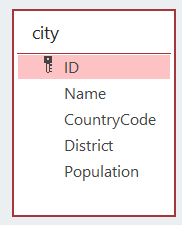 city
ID
Name
CountryCode
District
Population